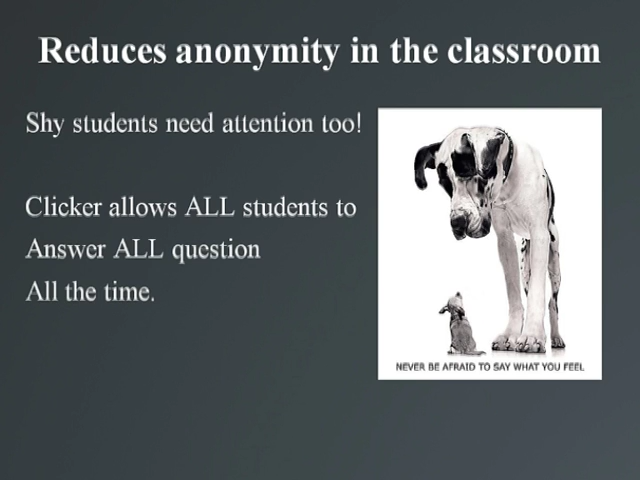 Reduces anonymity in the classroom
Shy students need attention too!
Clicker allows ALL students to
Answer ALL question
All the time.
NEVER BE AFRAID TO SAY WHAT YOU FEEL